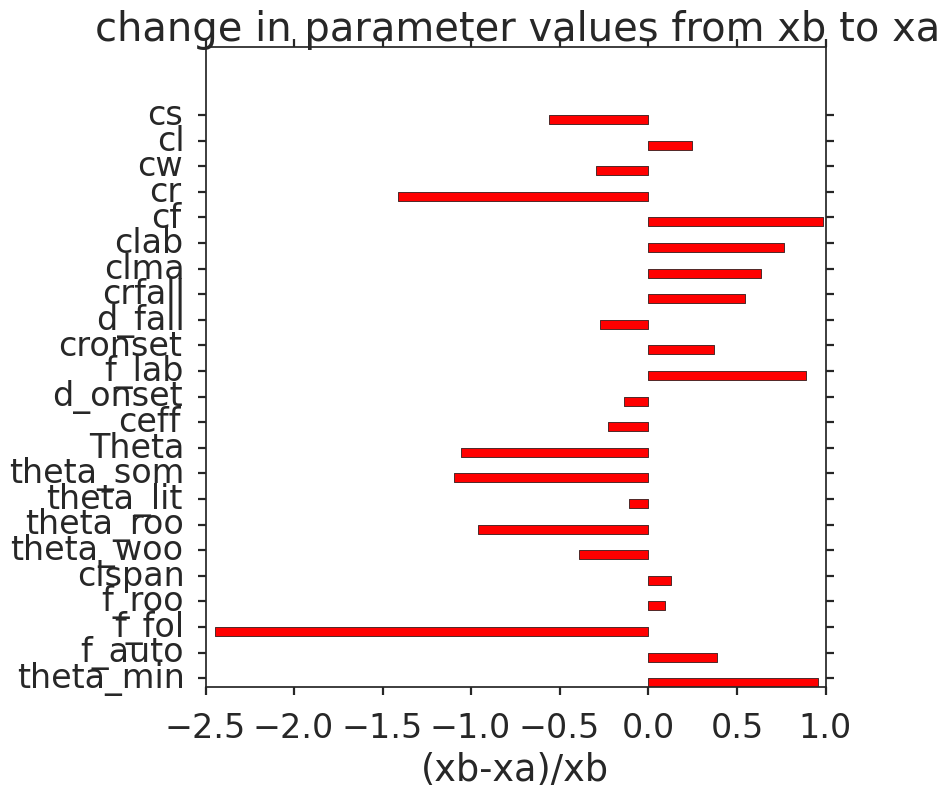 change in parameter values from xb to xa
cs
cl
cw
cr
cf
clab
clma
crfall
d_fall
cronset
f_lab
d_onset
ceff
Theta
theta_som
theta_lit
theta_roo
theta_woo
clspan
f_roo
f_fol
f_auto
theta_min
−2.5 −2.0 −1.5 −1.0 −0.5 0.0 0.5 1.0
(xb-xa)/xb